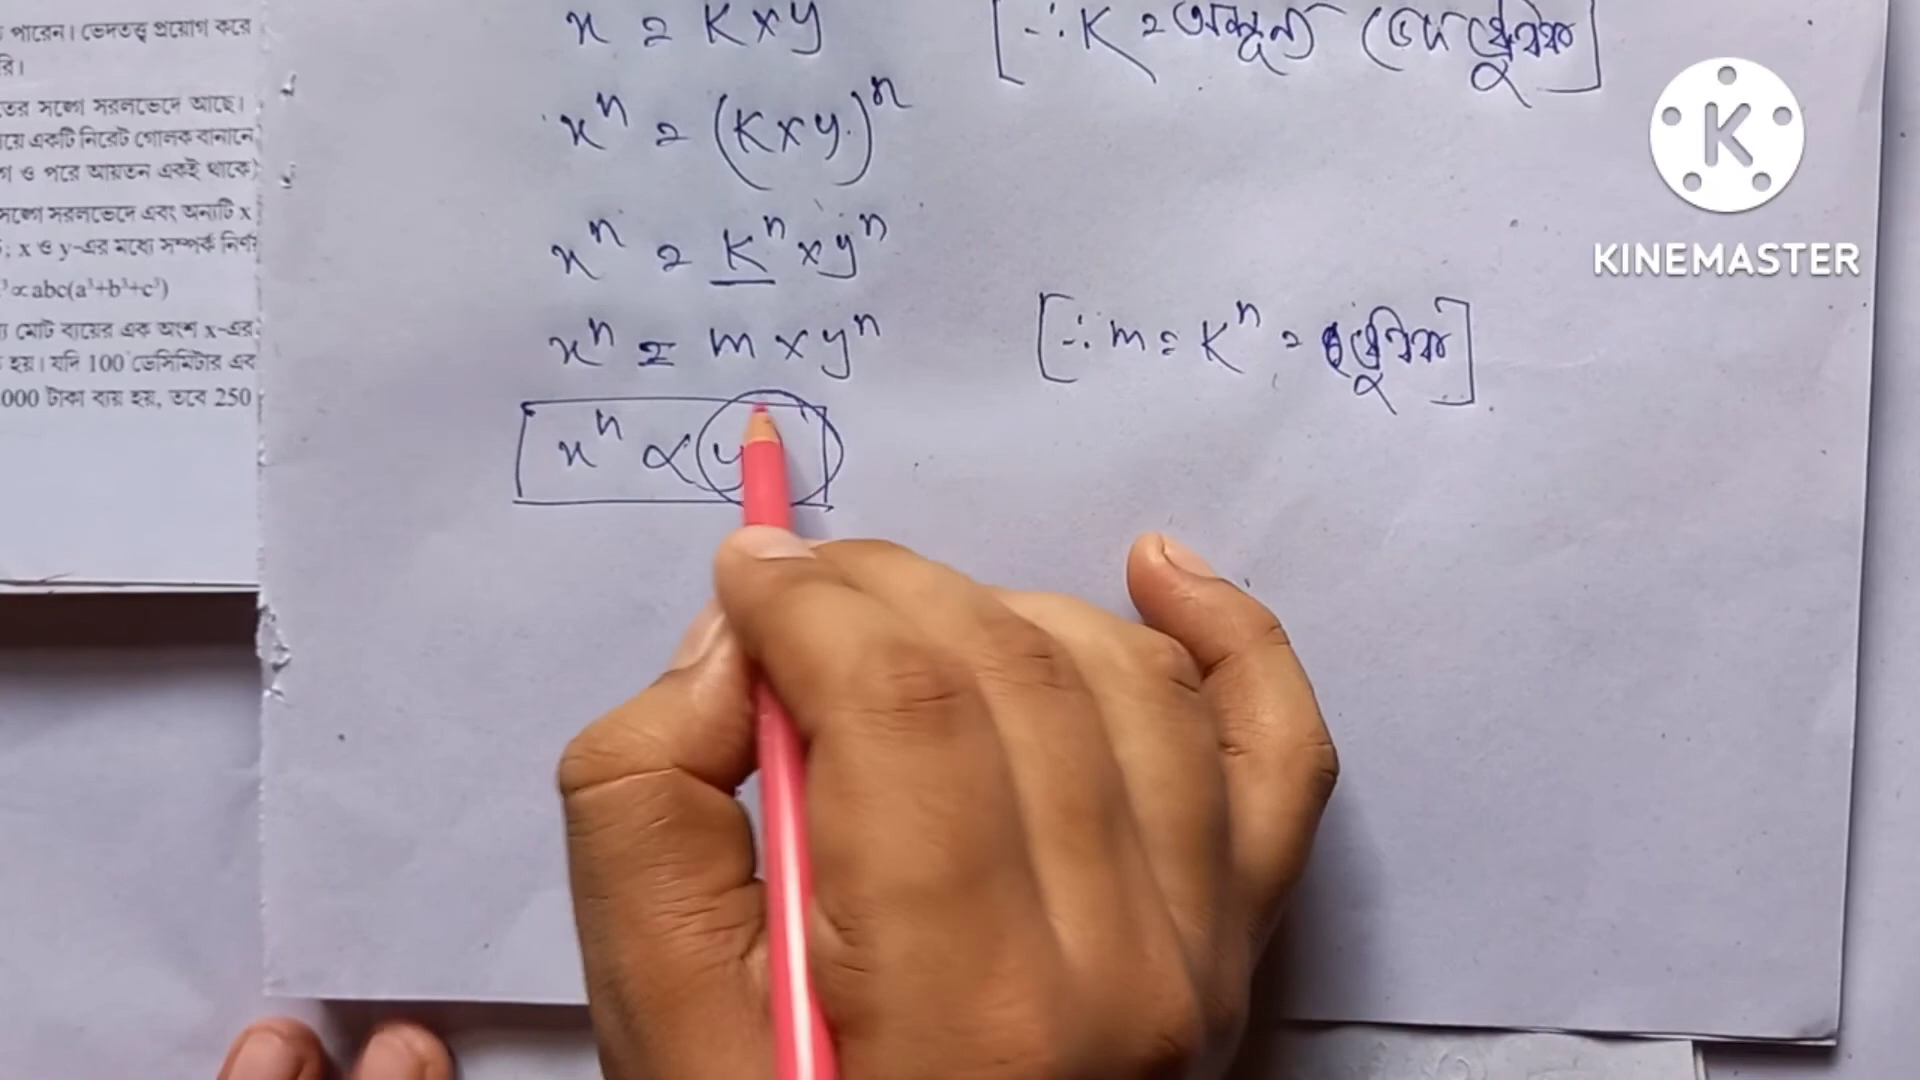 পারেন। ভেদতত্ত্ব প্রয়োগ করে
রি।
তের সঙ্গে সরলভেদে আছে।
য়ে একটি নিরেট গোলক বানানো
ও পরে আয়তন একই থাকে)
সঙ্গে সরলভেদে এবং অন্যটি x
; x ও y-এর মধ্যে সম্পর্ক নির্ণ
³∝abc(a³+b³+c³)
মোট ব্যয়ের এক অংশ x-এর
হয়। যদি 100 ডেসিমিটার এব
000 টাকা ব্যয় হয়, তবে 250
x = K×y [∴ K = অশূন্য ভেদ ধ্রুবক]
xⁿ = (K×y)ⁿ
xⁿ = Kⁿ × yⁿ
xⁿ = m × yⁿ [∴ m = Kⁿ = ধ্রুবক]
xⁿ ∝ y
K
KINEMASTER